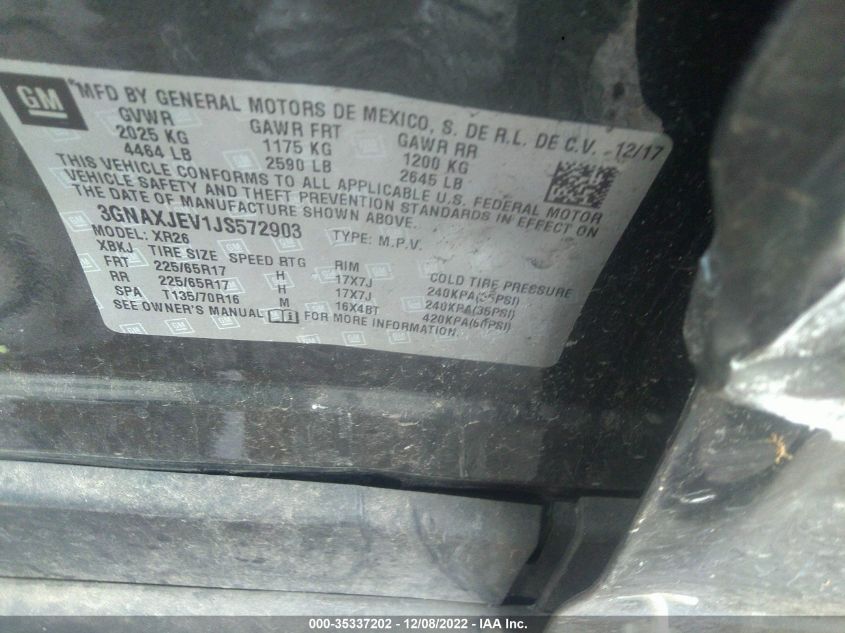 GM
*MFD BY GENERAL MOTORS DE MEXICO, S. DE R.L. DE C.V. 12/17
GVWR GAWR FRT GAWR RR
2025 KG 1175 KG 1200 KG
4464 LB 2590 LB 2645 LB
THIS VEHICLE CONFORMS TO ALL APPLICABLE U.S. FEDERAL MOTOR
VEHICLE SAFETY AND THEFT PREVENTION STANDARDS IN EFFECT ON
THE DATE OF MANUFACTURE SHOWN ABOVE.
3GNAXJEV1JS572903 TYPE: M.P.V.
MODEL: XR26
XBKJ TIRE SIZE SPEED RTG RIM COLD TIRE PRESSURE
FRT 225/65R17 H 17X7J 240KPA(35PSI)
RR 225/65R17 H 17X7J 240KPA(35PSI)
SPA T135/70R16 M 16X4BT 420KPA(60PSI)
SEE OWNER'S MANUAL FOR MORE INFORMATION.
000-35337202 - 12/08/2022 - IAA Inc.